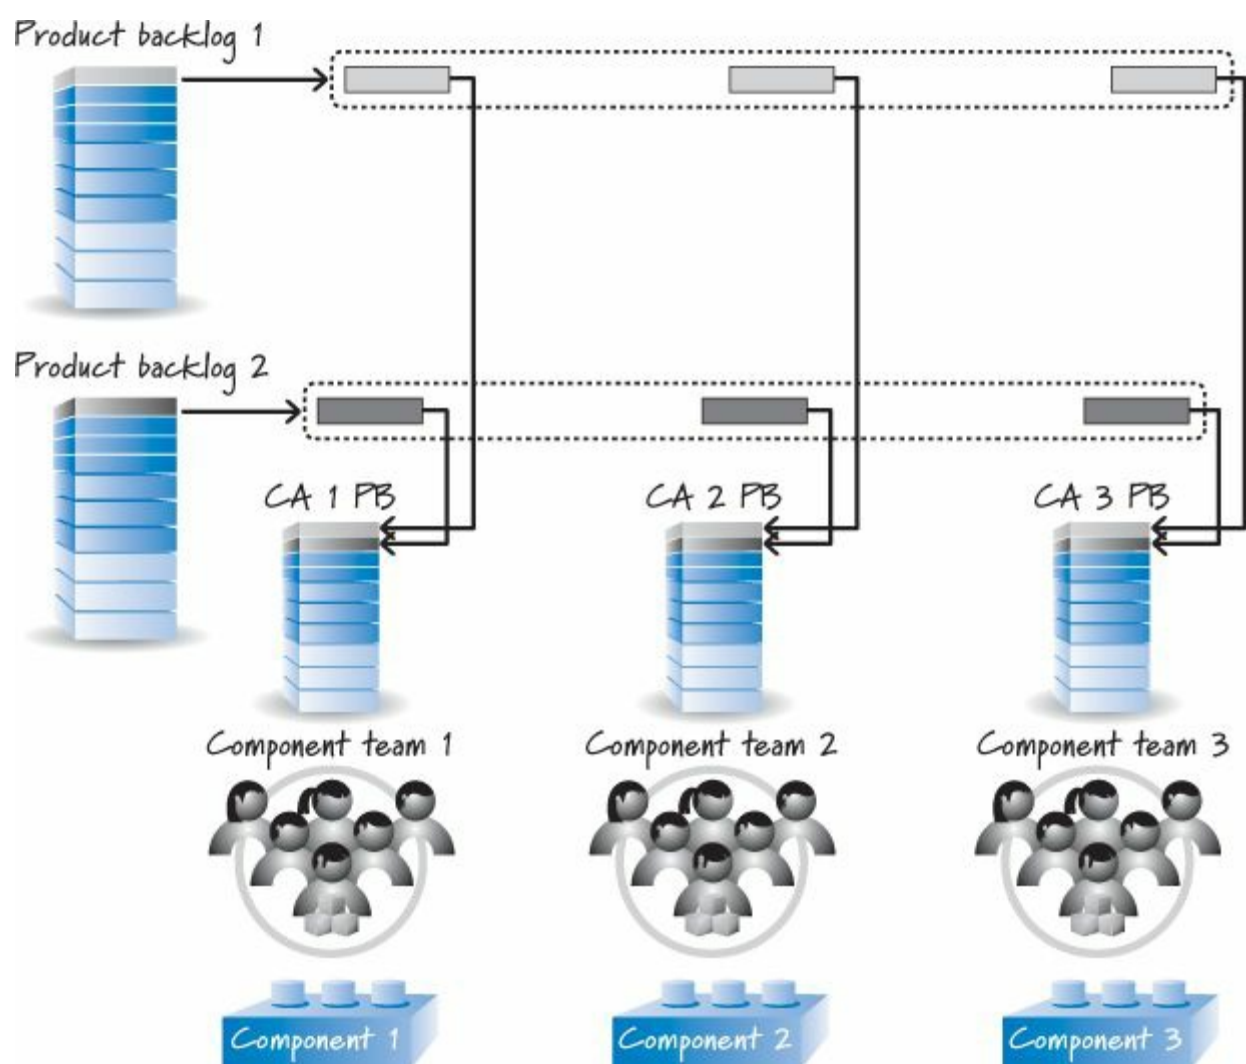 Product backlog 1
Product backlog 2
CA 1 PB
CA 2 PB
CA 3 PB
Component team 1
Component team 2
Component team 3
Component 1
Component 2
Component 3